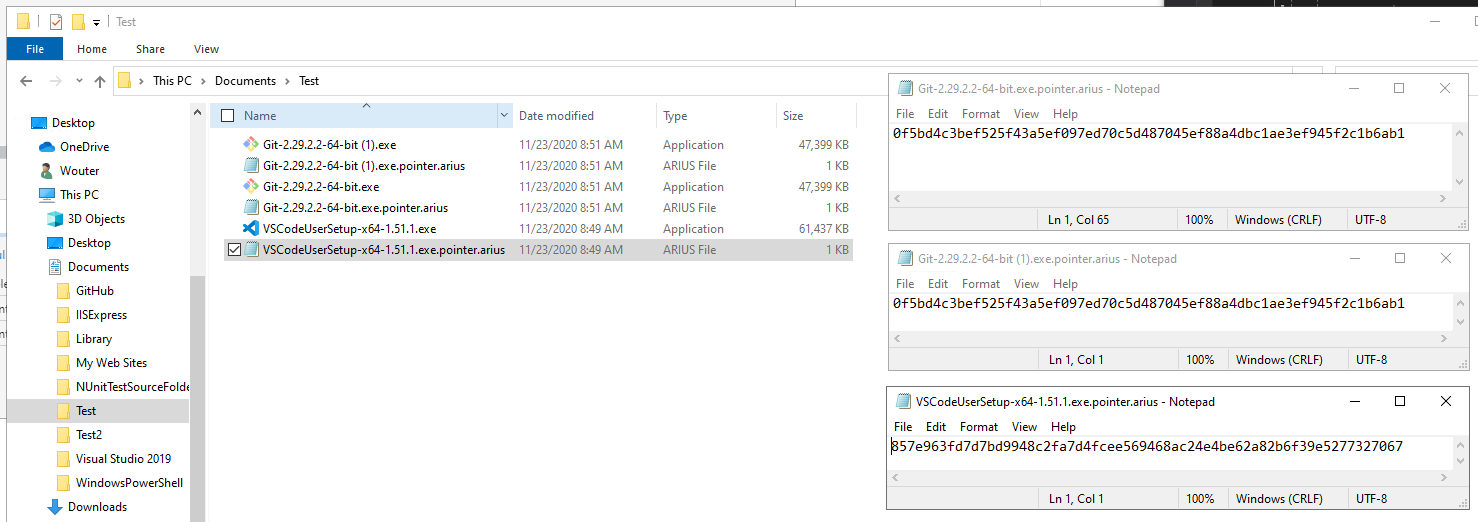 Test
File Home Share View
This PC Documents Test
Name Date modified Type Size
Git-2.29.2.2-64-bit (1).exe 11/23/2020 8:51 AM Application 47,399 KB
Git-2.29.2.2-64-bit (1).exe.pointer.arius 11/23/2020 8:51 AM ARIUS File 1 KB
Git-2.29.2.2-64-bit.exe 11/23/2020 8:51 AM Application 47,399 KB
Git-2.29.2.2-64-bit.exe.pointer.arius 11/23/2020 8:51 AM ARIUS File 1 KB
VSCodeUserSetup-x64-1.51.1.exe 11/23/2020 8:49 AM Application 61,437 KB
VSCodeUserSetup-x64-1.51.1.exe.pointer.arius 11/23/2020 8:49 AM ARIUS File 1 KB
Desktop
OneDrive
Wouter
This PC
3D Objects
Desktop
Documents
GitHub
IISExpress
Library
My Web Sites
NUnitTestSourceFolde
Test
Test2
Visual Studio 2019
WindowsPowerShell
Downloads
Git-2.29.2.2-64-bit.exe.pointer.arius - Notepad
File Edit Format View Help
0f5bd4c3bef525f43a5ef097ed70c5d487045ef88a4dbc1ae3ef945f2c1b6ab1
Ln 1, Col 65 100% Windows (CRLF) UTF-8
Git-2.29.2.2-64-bit (1).exe.pointer.arius - Notepad
File Edit Format View Help
0f5bd4c3bef525f43a5ef097ed70c5d487045ef88a4dbc1ae3ef945f2c1b6ab1
Ln 1, Col 1 100% Windows (CRLF) UTF-8
VSCodeUserSetup-x64-1.51.1.exe.pointer.arius - Notepad
File Edit Format View Help
857e963fd7d7bd9948c2fa7d4fcee569468ac24e4be62a82b6f39e5277327067
Ln 1, Col 1 100% Windows (CRLF) UTF-8